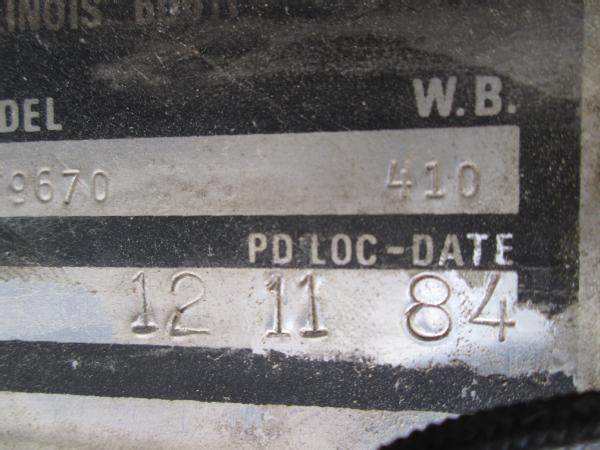 DEL W.B.
9670 410
PD LOC-DATE
12 11 84